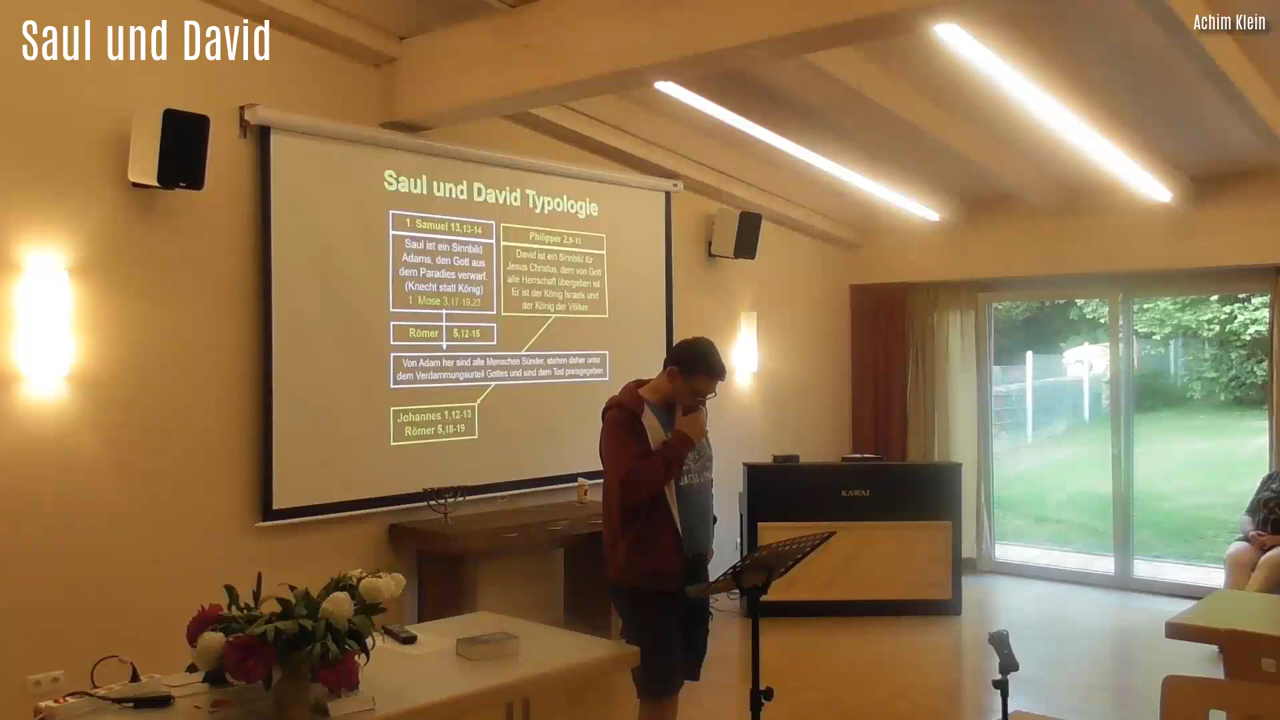 Saul und David
Achim Klein
Saul und David Typologie
1. Samuel 13,13-14
Saul ist ein Sinnbild
Adams, den Gott aus
dem Paradies verwarf.
(Knecht statt König)
1. Mose 3,17-19.23
Philipper 2,9-11
David ist ein Sinnbild für
Jesus Christus, dem von Gott
alle Herrschaft übergeben ist.
Er ist der König Israels und
der König der Völker.
Römer 5,12-15
Von Adam her sind alle Menschen Sünder, stehen daher unter
dem Verdammungsurteil Gottes und sind dem Tod preisgegeben.
Johannes 1,12-13
Römer 5,18-19
KAWAI